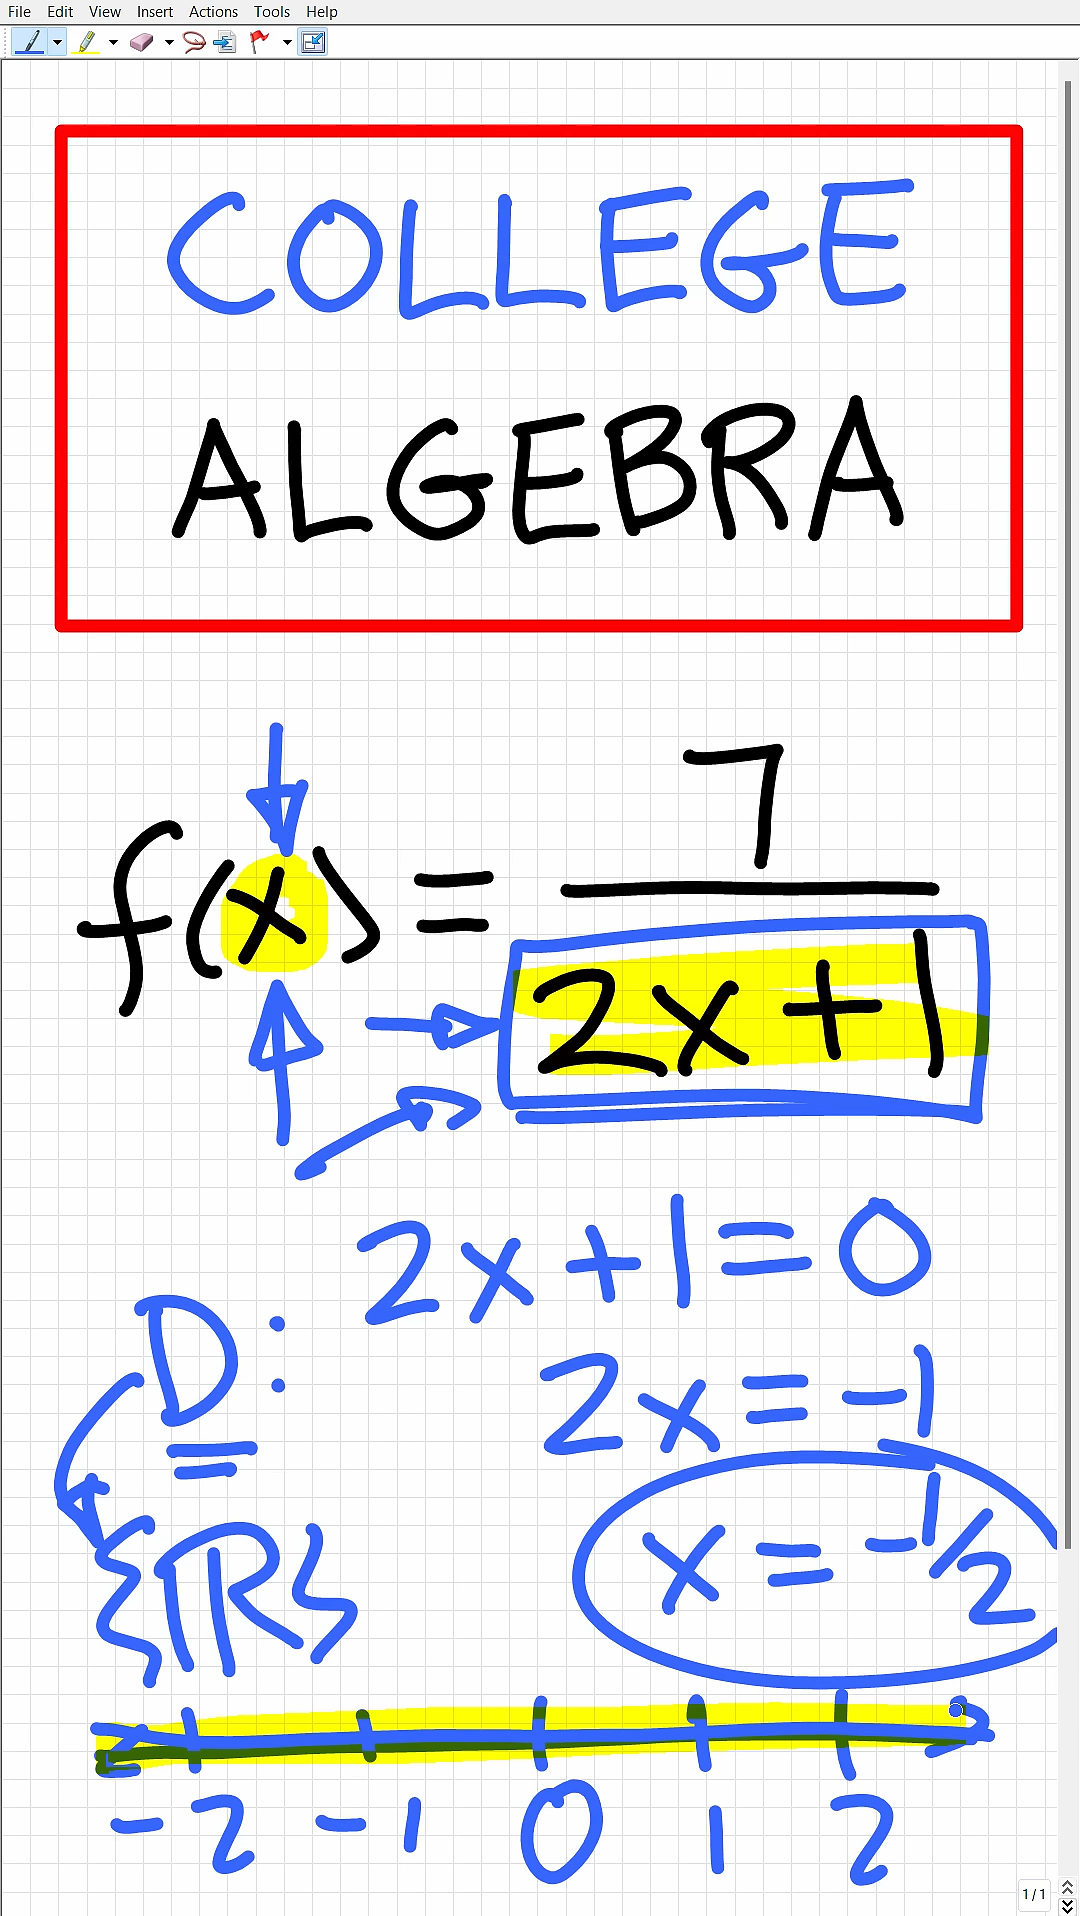 File Edit View Insert Actions Tools Help
COLLEGE
ALGEBRA
f(x) = 7/(2x+1)
2x+1=0
D:
2x=-1
x=-1/2
{ℝ}
-2 -1 0 1 2
1/1